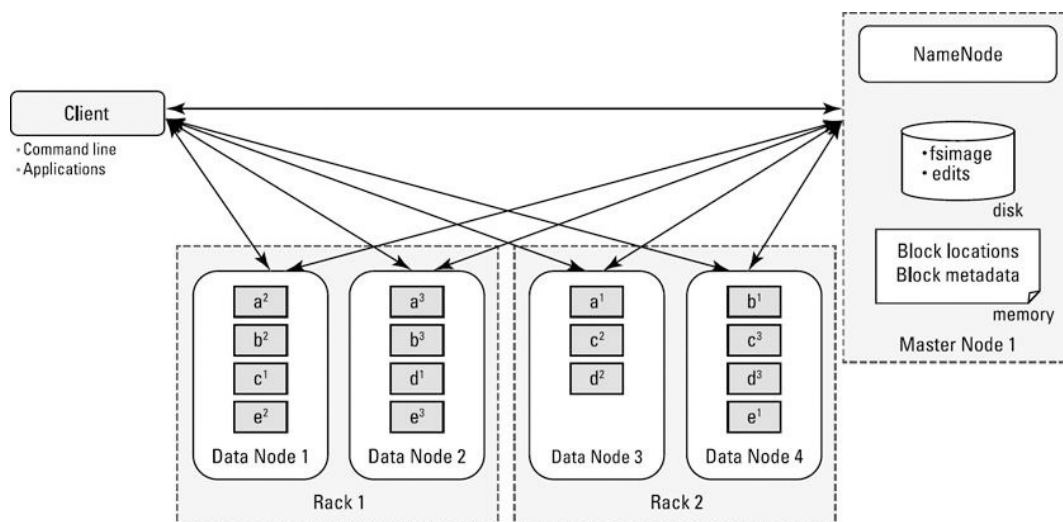 NameNode
Client
• Command line
• Applications
• fsimage
• edits
disk
Block locations
Block metadata
memory
Master Node 1
a²
b²
c¹
e²
Data Node 1
a³
b³
d¹
e³
Data Node 2
Rack 1
a¹
c²
d²
Data Node 3
b¹
c³
d³
e¹
Data Node 4
Rack 2